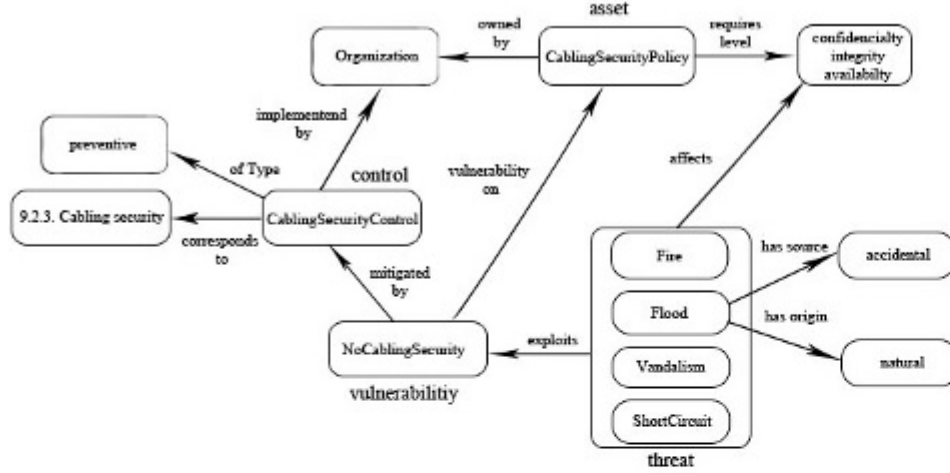 asset
owned
by
requires
level
Organization
CablingSecurityPolicy
confidencialty
integrity
availabilty
implementend
by
preventive
of Type
control
vulnerability
on
affects
9.2.3. Cabling security
CablingSecurityControl
corresponds
to
mitigated
by
Fire
has source
accidental
Flood
has origin
NoCablingSecurity
exploits
Vandalism
natural
vulnerabilitiy
ShortCircuit
threat